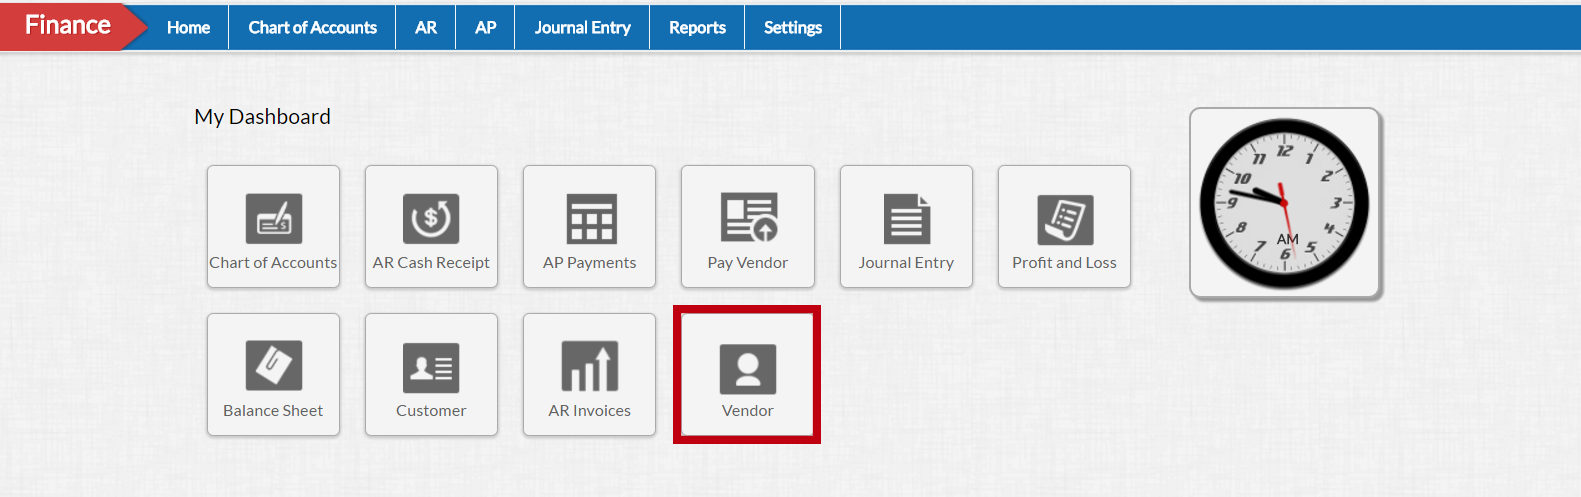 Finance
Home
Chart of Accounts
AR
AP
Journal Entry
Reports
Settings
My Dashboard
Chart of Accounts
AR Cash Receipt
AP Payments
Pay Vendor
Journal Entry
Profit and Loss
Balance Sheet
Customer
AR Invoices
Vendor
12
1
2
3
4
5
6
7
8
9
10
11
AM